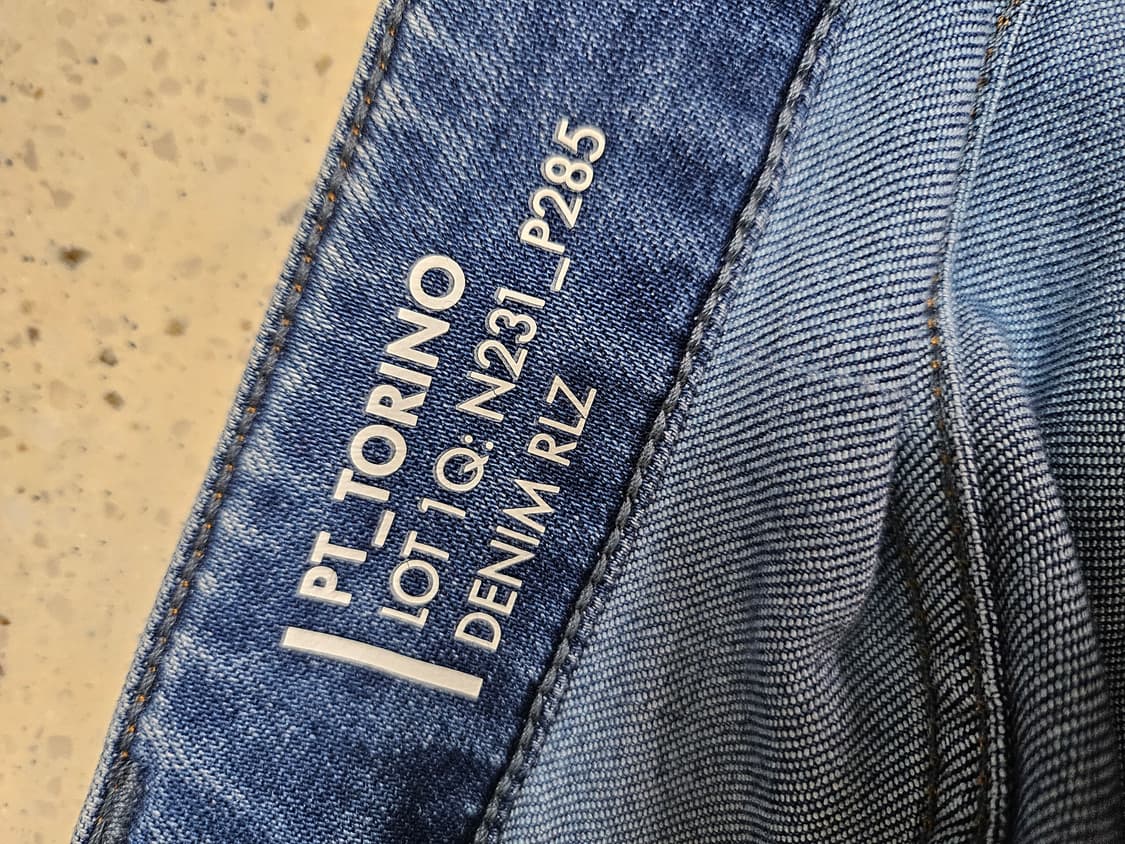 PT_TORINO
LOT 1Q: N231_P285
DENIM RLZ